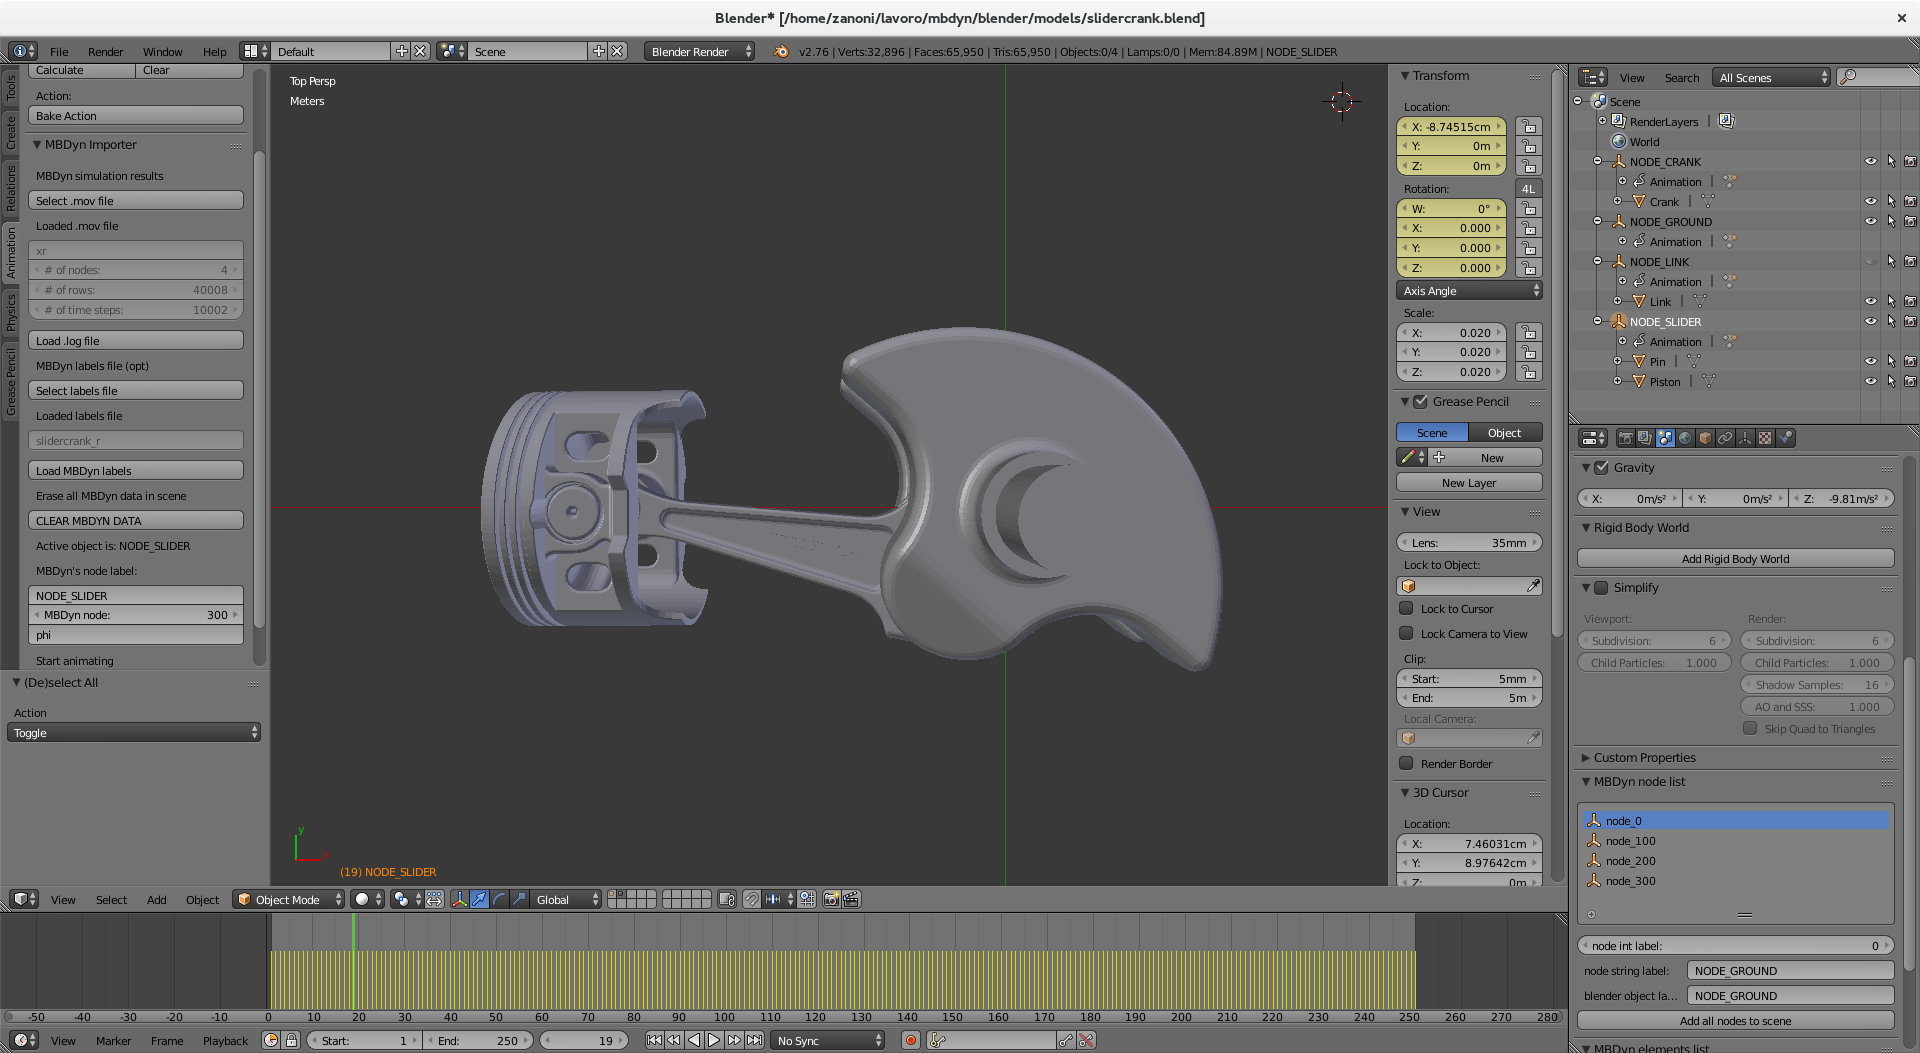 Blender* [/home/zanoni/lavoro/mbdyn/blender/models/slidercrank.blend]
File Render Window Help Default Scene Blender Render v2.76 | Verts:32,896 | Faces:65,950 | Tris:65,950 | Objects:0/4 | Lamps:0/0 | Mem:84.89M | NODE_SLIDER
Tools
Create
Relations
Animation
Physics
Grease Pencil
Calculate Clear
Action:
Bake Action
MBDyn Importer
MBDyn simulation results
Select .mov file
Loaded .mov file
xr
# of nodes: 4
# of rows: 40008
# of time steps: 10002
Load .log file
MBDyn labels file (opt)
Select labels file
Loaded labels file
slidercrank_r
Load MBDyn labels
Erase all MBDyn data in scene
CLEAR MBDYN DATA
Active object is: NODE_SLIDER
MBDyn's node label:
NODE_SLIDER
MBDyn node: 300
phi
Start animating
(De)select All
Action
Toggle
Top Persp
Meters
y
x
(19) NODE_SLIDER
Transform
Location:
X: -8.74515cm
Y: 0m
Z: 0m
Rotation: 4L
W: 0°
X: 0.000
Y: 0.000
Z: 0.000
Axis Angle
Scale:
X: 0.020
Y: 0.020
Z: 0.020
Grease Pencil
Scene Object
New
New Layer
View
Lens: 35mm
Lock to Object:
Lock to Cursor
Lock Camera to View
Clip:
Start: 5mm
End: 5m
Local Camera:
Render Border
3D Cursor
Location:
X: 7.46031cm
Y: 8.97642cm
Z: 0m
View Search All Scenes
Scene
RenderLayers |
World
NODE_CRANK
Animation |
Crank |
NODE_GROUND
Animation |
NODE_LINK
Animation |
Link |
NODE_SLIDER
Animation |
Pin |
Piston |
Gravity
X: 0m/s² Y: 0m/s² Z: -9.81m/s²
Rigid Body World
Add Rigid Body World
Simplify
Viewport: Render:
Subdivision: 6 Subdivision: 6
Child Particles: 1.000 Child Particles: 1.000
Shadow Samples: 16
AO and SSS: 1.000
Skip Quad to Triangles
Custom Properties
MBDyn node list
node_0
node_100
node_200
node_300
node int label: 0
node string label: NODE_GROUND
blender object la... NODE_GROUND
Add all nodes to scene
MBDyn elements list
View Select Add Object Object Mode Global
-50 -40 -30 -20 -10 0 10 20 30 40 50 60 70 80 90 100 110 120 130 140 150 160 170 180 190 200 210 220 230 240 250 260 270 280
View Marker Frame Playback Start: 1 End: 250 19 No Sync